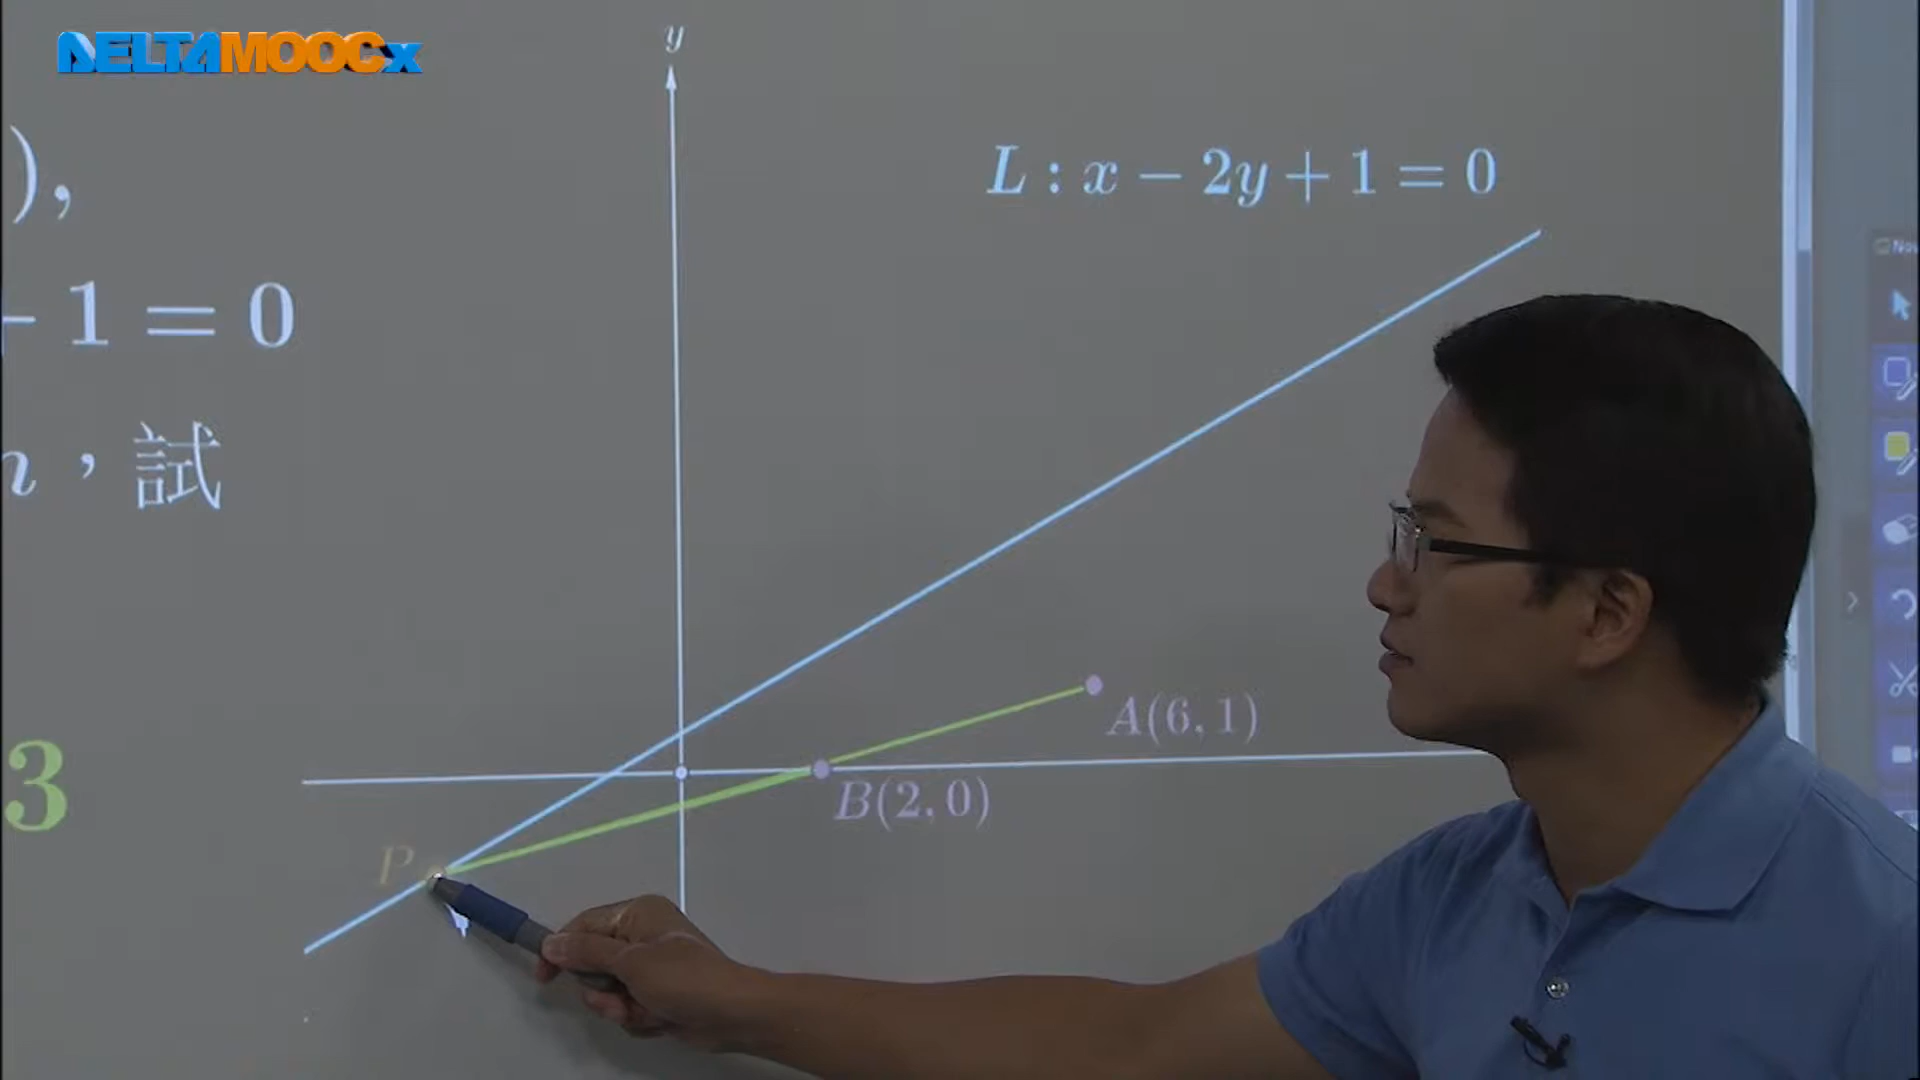 DELTAMOOCx
y
L : x − 2y + 1 = 0
),
− 1 = 0
n，試
3
A(6, 1)
B(2, 0)
P